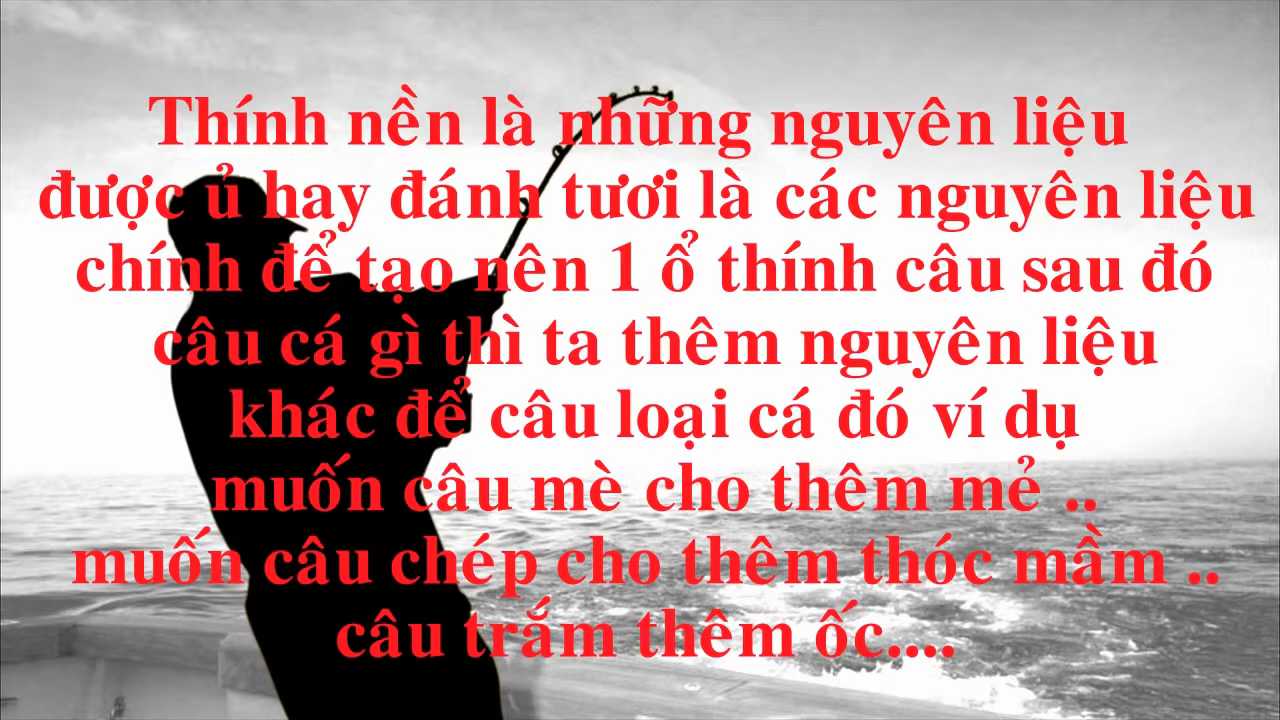 Thính nền là những nguyên liệu
được ủ hay đánh tươi là các nguyên liệu
chính để tạo nên 1 ổ thính câu sau đó
câu cá gì thì ta thêm nguyên liệu
khác để câu loại cá đó ví dụ
muốn câu mè cho thêm mẻ ..
muốn câu chép cho thêm thóc mầm ..
câu trắm thêm ốc....